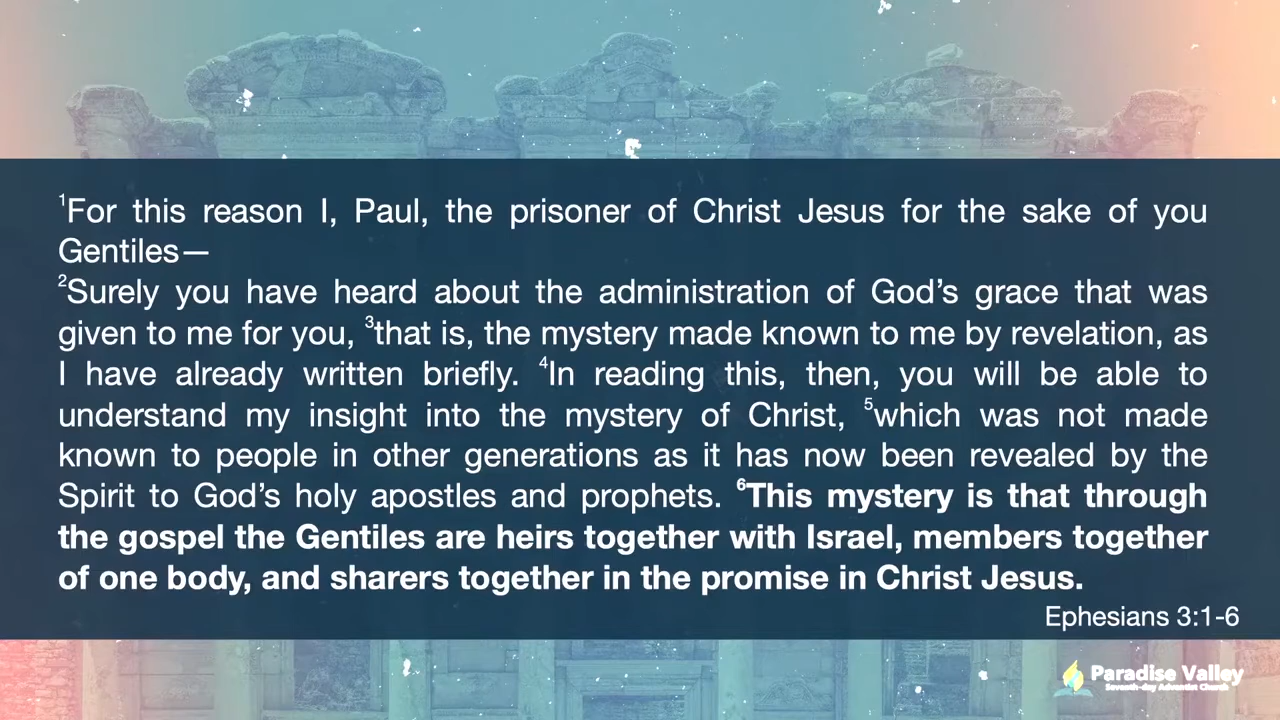 ¹For this reason I, Paul, the prisoner of Christ Jesus for the sake of you
Gentiles—
²Surely you have heard about the administration of God’s grace that was
given to me for you, ³that is, the mystery made known to me by revelation, as
I have already written briefly. ⁴In reading this, then, you will be able to
understand my insight into the mystery of Christ, ⁵which was not made
known to people in other generations as it has now been revealed by the
Spirit to God’s holy apostles and prophets. ⁶This mystery is that through
the gospel the Gentiles are heirs together with Israel, members together
of one body, and sharers together in the promise in Christ Jesus.
Ephesians 3:1-6
Paradise Valley
Seventh-day Adventist Church